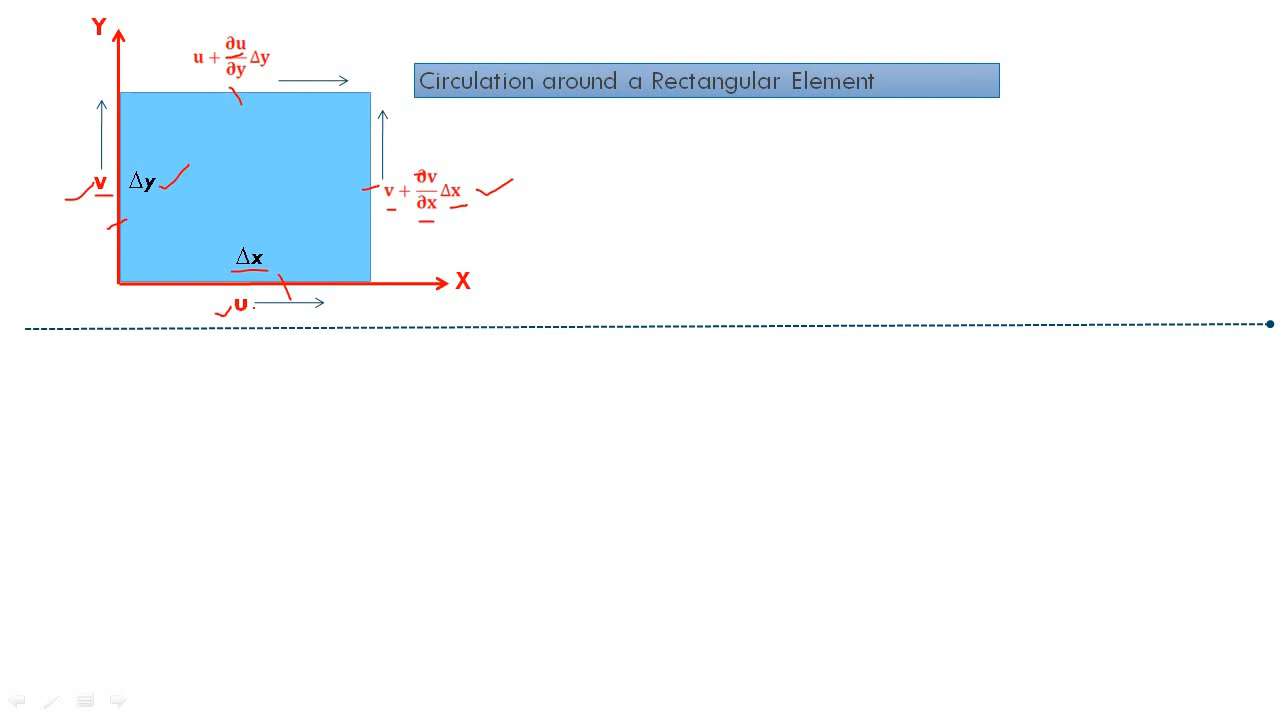 Y
u + ∂u/∂y Δy
Circulation around a Rectangular Element
v
Δy
v + ∂v/∂x Δx
Δx
X
u